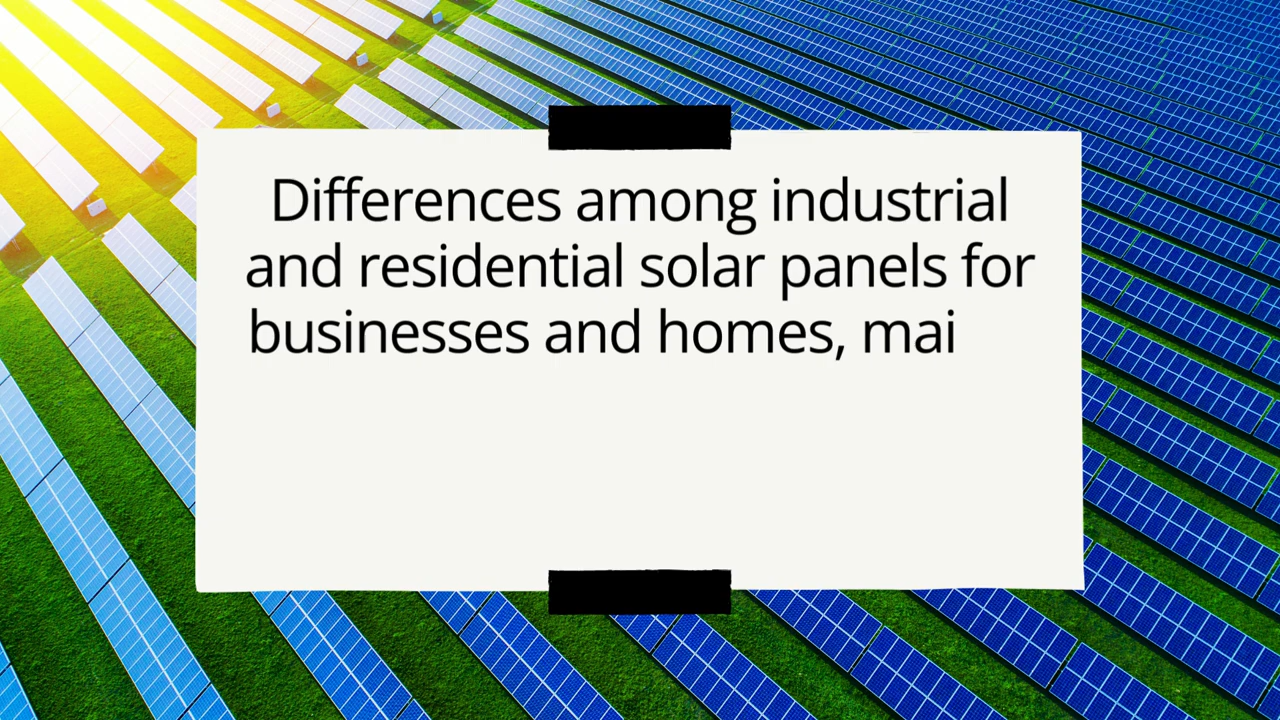 Differences among industrial
and residential solar panels for
businesses and homes, mai